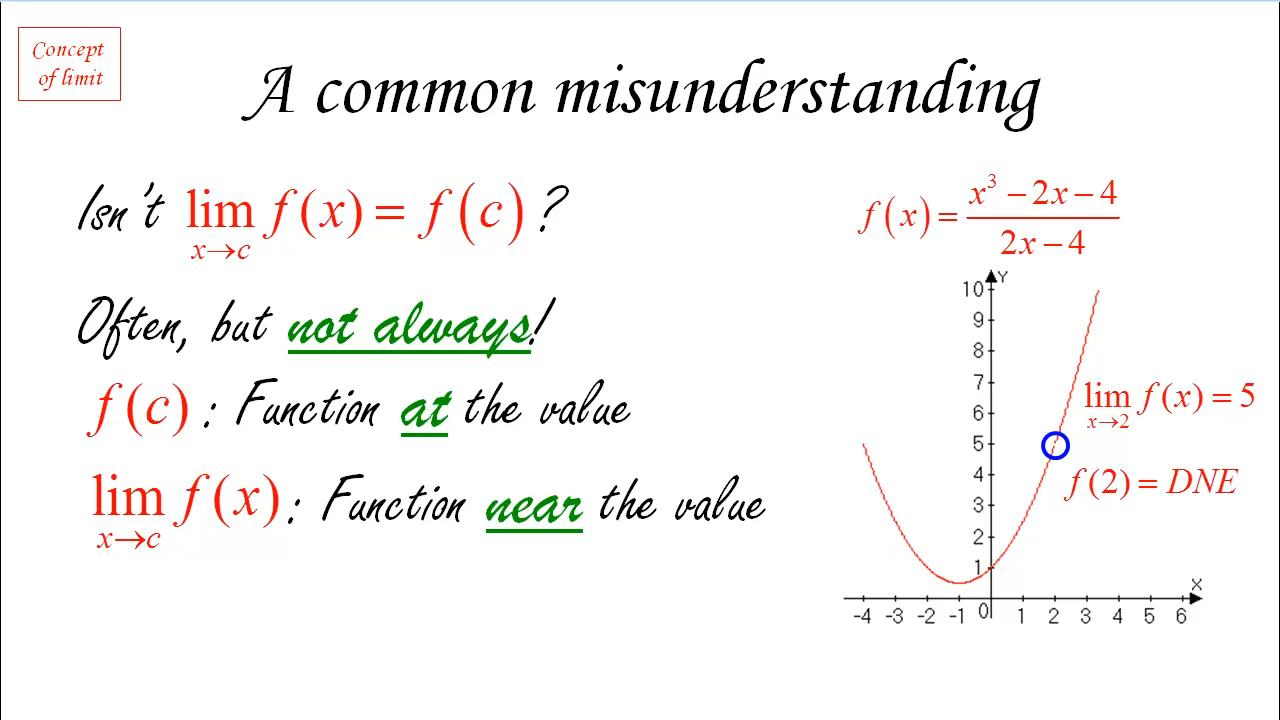 Concept
of limit
A common misunderstanding
Isn't lim f(x) = f(c) ?
x→c
Often, but not always!
f(c) : Function at the value
lim f(x) : Function near the value
x→c
f(x) = x³ − 2x − 4
2x − 4
Y
10
9
8
7
6
5
4
3
2
1
lim f(x) = 5
x→2
f(2) = DNE
X
-4 -3 -2 -1 0 1 2 3 4 5 6